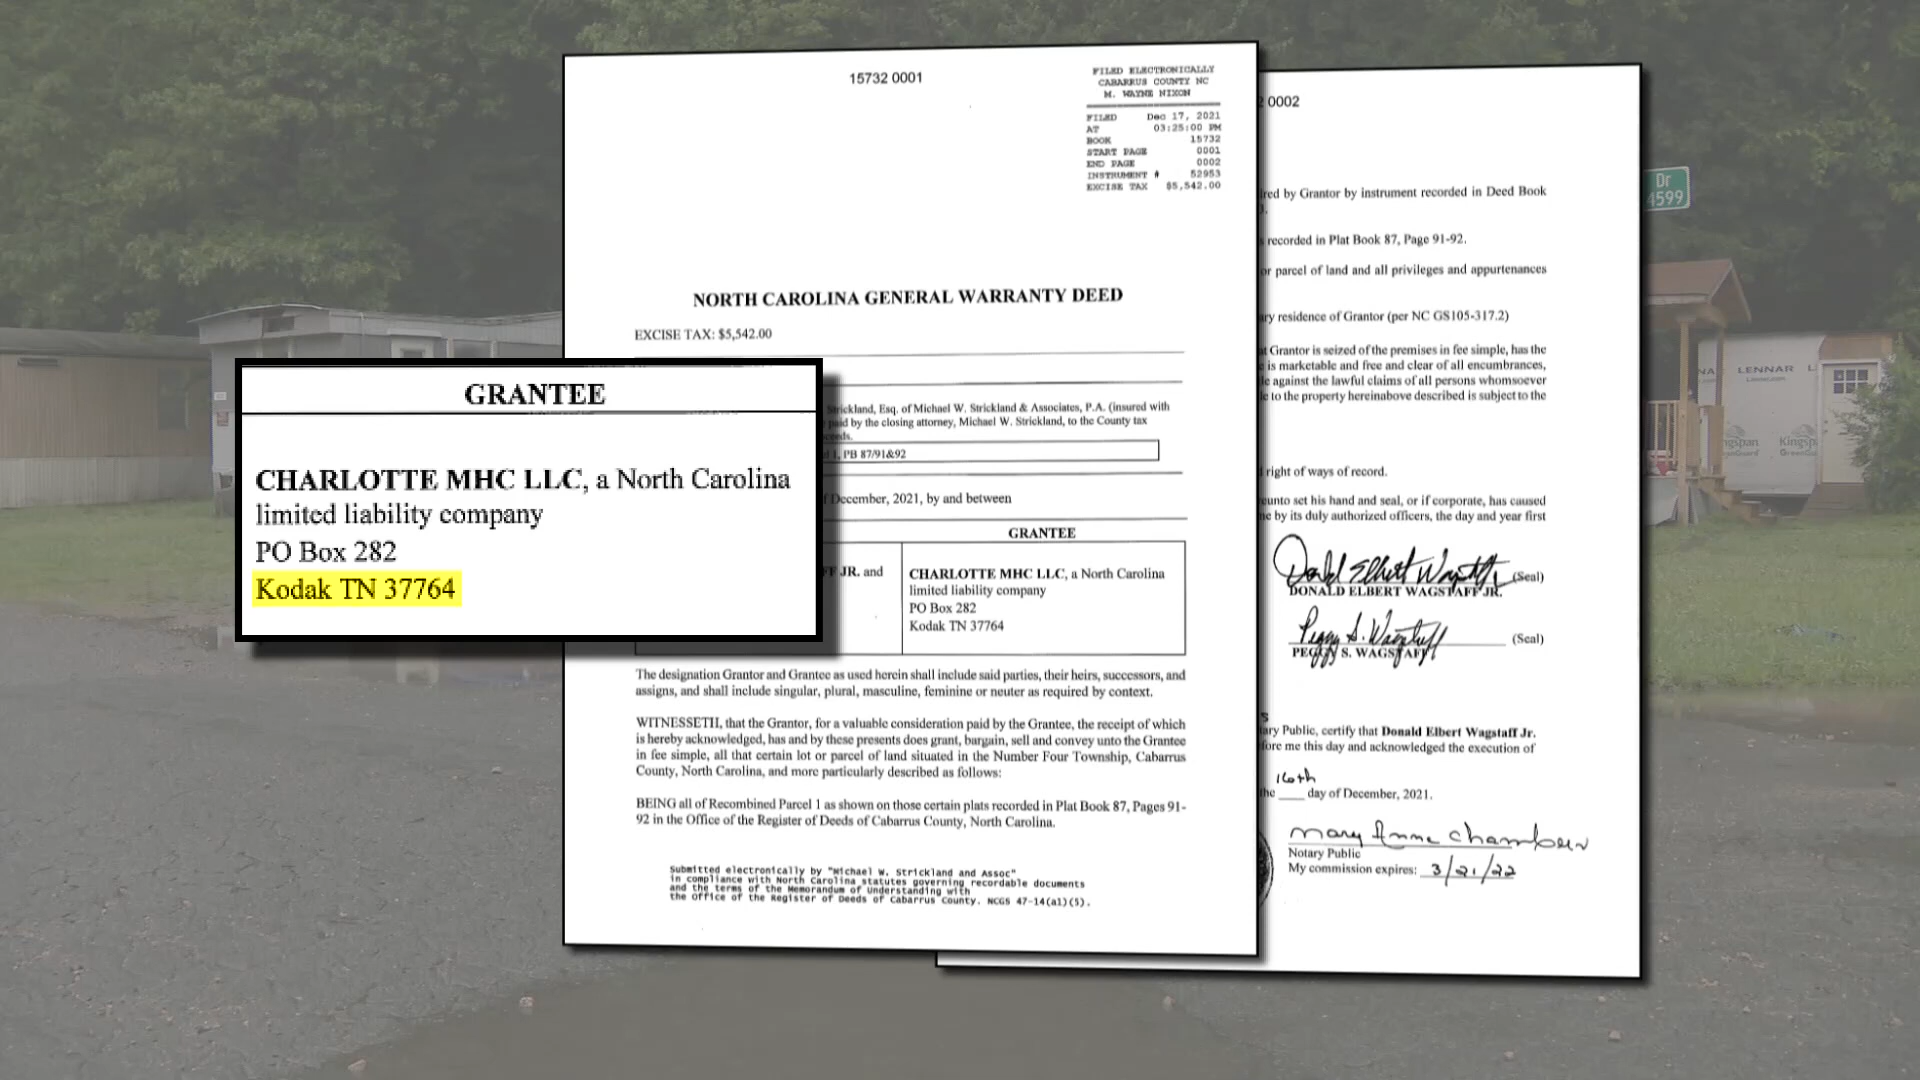 15732 0001
FILED ELECTRONICALLY
CABARRUS COUNTY NC
M. WAYNE NIXON
FILED Dec 17, 2021
AT 03:25:00 PM
BOOK 15732
START PAGE 0001
END PAGE 0002
INSTRUMENT # 52953
EXCISE TAX $5,542.00
NORTH CAROLINA GENERAL WARRANTY DEED
EXCISE TAX: $5,542.00
Strickland, Esq. of Michael W. Strickland & Associates, P.A. (insured with
paid by the closing attorney, Michael W. Strickland, to the County tax
1, PB 87/91&92
December, 2021, by and between
GRANTEE
JR. and
CHARLOTTE MHC LLC, a North Carolina
limited liability company
PO Box 282
Kodak TN 37764
The designation Grantor and Grantee as used herein shall include said parties, their heirs, successors, and
assigns, and shall include singular, plural, masculine, feminine or neuter as required by context.
WITNESSETH, that the Grantor, for a valuable consideration paid by the Grantee, the receipt of which
is hereby acknowledged, has and by these presents does grant, bargain, sell and convey unto the Grantee
in fee simple, all that certain lot or parcel of land situated in the Number Four Township, Cabarrus
County, North Carolina, and more particularly described as follows:
BEING all of Recombined Parcel 1 as shown on those certain plats recorded in Plat Book 87, Pages 91-
92 in the Office of the Register of Deeds of Cabarrus County, North Carolina.
Submitted electronically by "Michael W. Strickland and Assoc"
in compliance with North Carolina statutes governing recordable documents
and the terms of the Memorandum of Understanding with
the Office of the Register of Deeds of Cabarrus County. NCGS 47-14(a1)(5).
GRANTEE
CHARLOTTE MHC LLC, a North Carolina
limited liability company
PO Box 282
Kodak TN 37764
0002
by Grantor by instrument recorded in Deed Book
recorded in Plat Book 87, Page 91-92.
or parcel of land and all privileges and appurtenances
residence of Grantor (per NC GS105-317.2)
Grantor is seized of the premises in fee simple, has the
is marketable and free and clear of all encumbrances,
against the lawful claims of all persons whomsoever
to the property hereinabove described is subject to the
right of ways of record.
set his hand and seal, or if corporate, has caused
by its duly authorized officers, the day and year first
Donald Elbert Wagstaff Jr. (Seal)
DONALD ELBERT WAGSTAFF JR.
Peggy S. Wagstaff (Seal)
PEGGY S. WAGSTAFF
Public, certify that Donald Elbert Wagstaff Jr.
before me this day and acknowledged the execution of
16th
the ____ day of December, 2021.
Mary Anne Chamber
Notary Public
My commission expires: 3/21/22
Dr
4599
LENNAR
Lennar.com
Kingspan
GreenGuard